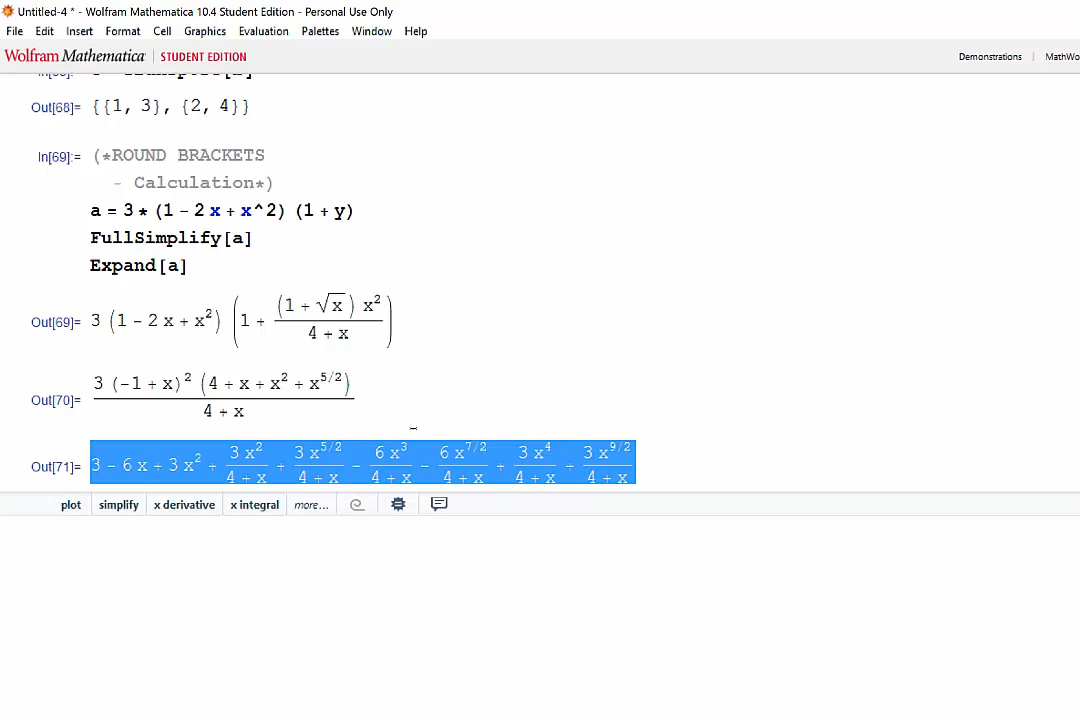 Untitled-4 * - Wolfram Mathematica 10.4 Student Edition - Personal Use Only
File Edit Insert Format Cell Graphics Evaluation Palettes Window Help
Wolfram Mathematica | STUDENT EDITION Demonstrations | MathWo
Out[68]= {{1, 3}, {2, 4}}
In[69]:= (*ROUND BRACKETS
- Calculation*)
a = 3 * (1 - 2 x + x^2) (1 + y)
FullSimplify[a]
Expand[a]
Out[69]= 3 (1 - 2 x + x²) (1 + ((1 + √x) x²)/(4 + x))
Out[70]= (3 (-1 + x)² (4 + x + x² + x^(5/2)))/(4 + x)
Out[71]= 3 - 6 x + 3 x² + (3 x²)/(4 + x) + (3 x^(5/2))/(4 + x) - (6 x³)/(4 + x) - (6 x^(7/2))/(4 + x) + (3 x⁴)/(4 + x) + (3 x^(9/2))/(4 + x)
plot simplify x derivative x integral more...